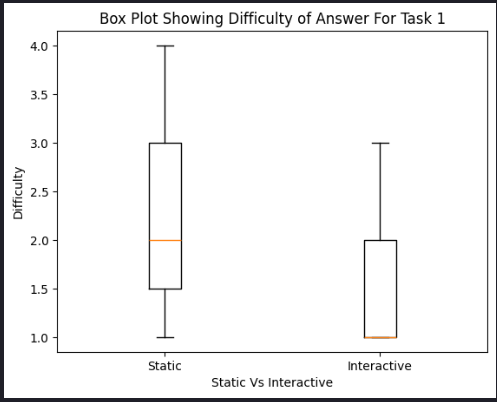 Box Plot Showing Difficulty of Answer For Task 1
4.0
3.5
3.0
2.5
2.0
1.5
1.0
Difficulty
Static
Interactive
Static Vs Interactive